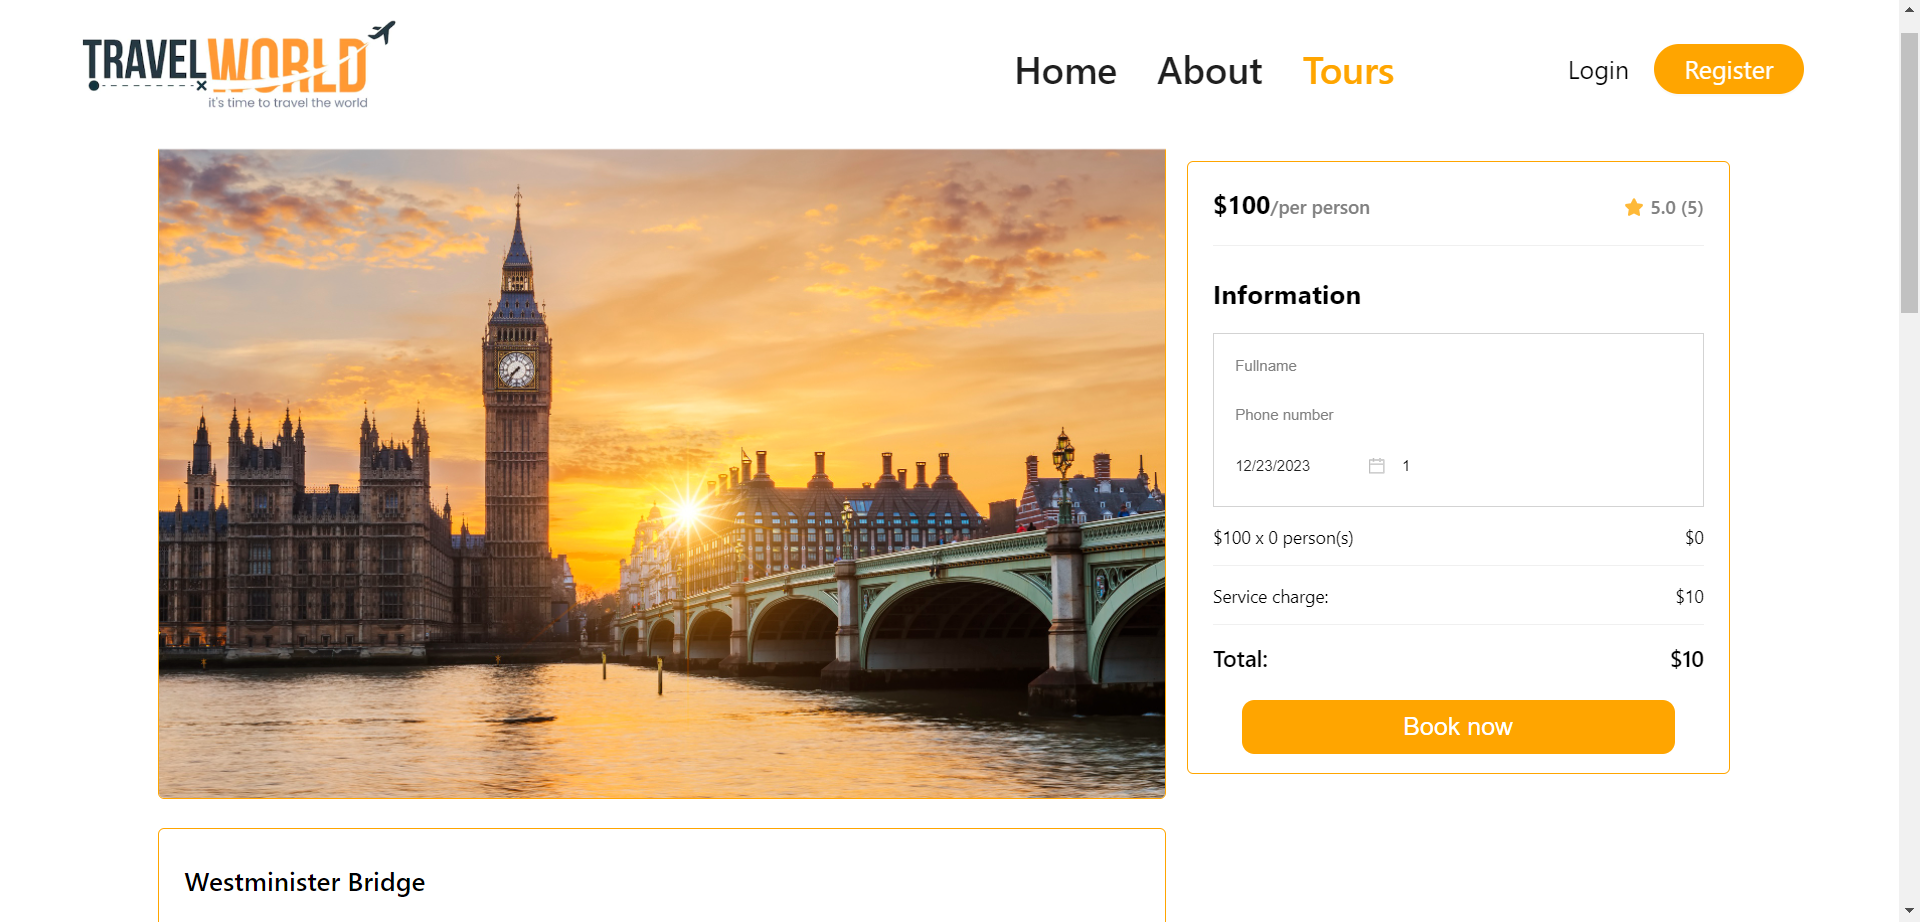 TRAVELWORLD
it's time to travel the world
Home About Tours
Login Register
$100/per person 5.0 (5)
Information
Fullname
Phone number
12/23/2023 1
$100 x 0 person(s) $0
Service charge: $10
Total: $10
Book now
Westminister Bridge